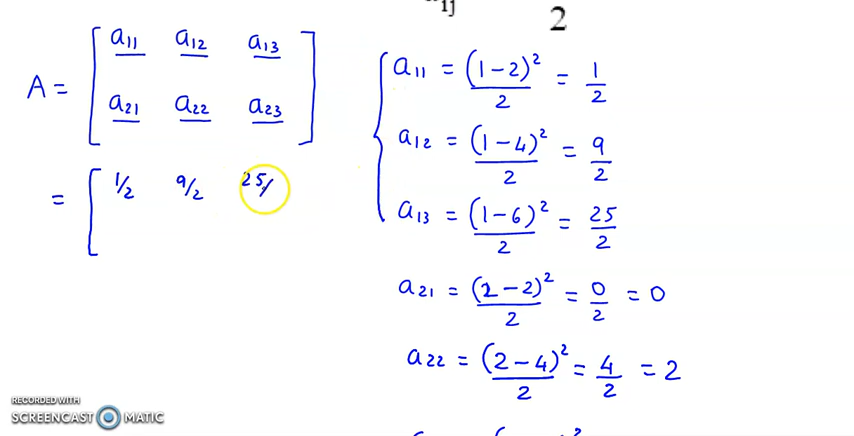 ij
2
A = [ a11 a12 a13
a21 a22 a23 ]
= [ 1/2 9/2 25/
a11 = (1-2)²/2 = 1/2
a12 = (1-4)²/2 = 9/2
a13 = (1-6)²/2 = 25/2
a21 = (2-2)²/2 = 0/2 = 0
a22 = (2-4)²/2 = 4/2 = 2
RECORDED WITH
SCREENCAST MATIC